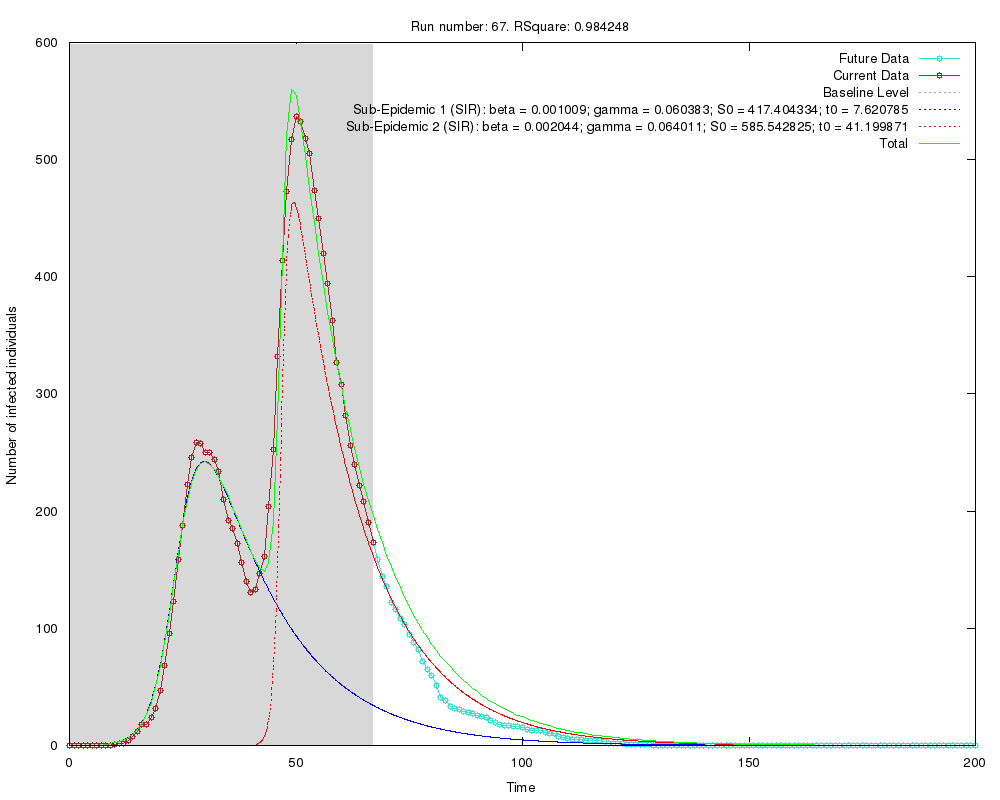 Run number: 67. RSquare: 0.984248
600
500
400
300
200
100
0
0
50
100
150
200
Number of infected individuals
Time
Future Data
Current Data
Baseline Level
Sub-Epidemic 1 (SIR): beta = 0.001009; gamma = 0.060383; S0 = 417.404334; t0 = 7.620785
Sub-Epidemic 2 (SIR): beta = 0.002044; gamma = 0.064011; S0 = 585.542825; t0 = 41.199871
Total